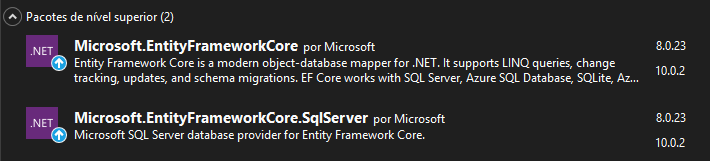 Pacotes de nível superior (2)
.NET
Microsoft.EntityFrameworkCore por Microsoft
8.0.23
Entity Framework Core is a modern object-database mapper for .NET. It supports LINQ queries, change
tracking, updates, and schema migrations. EF Core works with SQL Server, Azure SQL Database, SQLite, Az...
10.0.2
.NET
Microsoft.EntityFrameworkCore.SqlServer por Microsoft
8.0.23
Microsoft SQL Server database provider for Entity Framework Core.
10.0.2